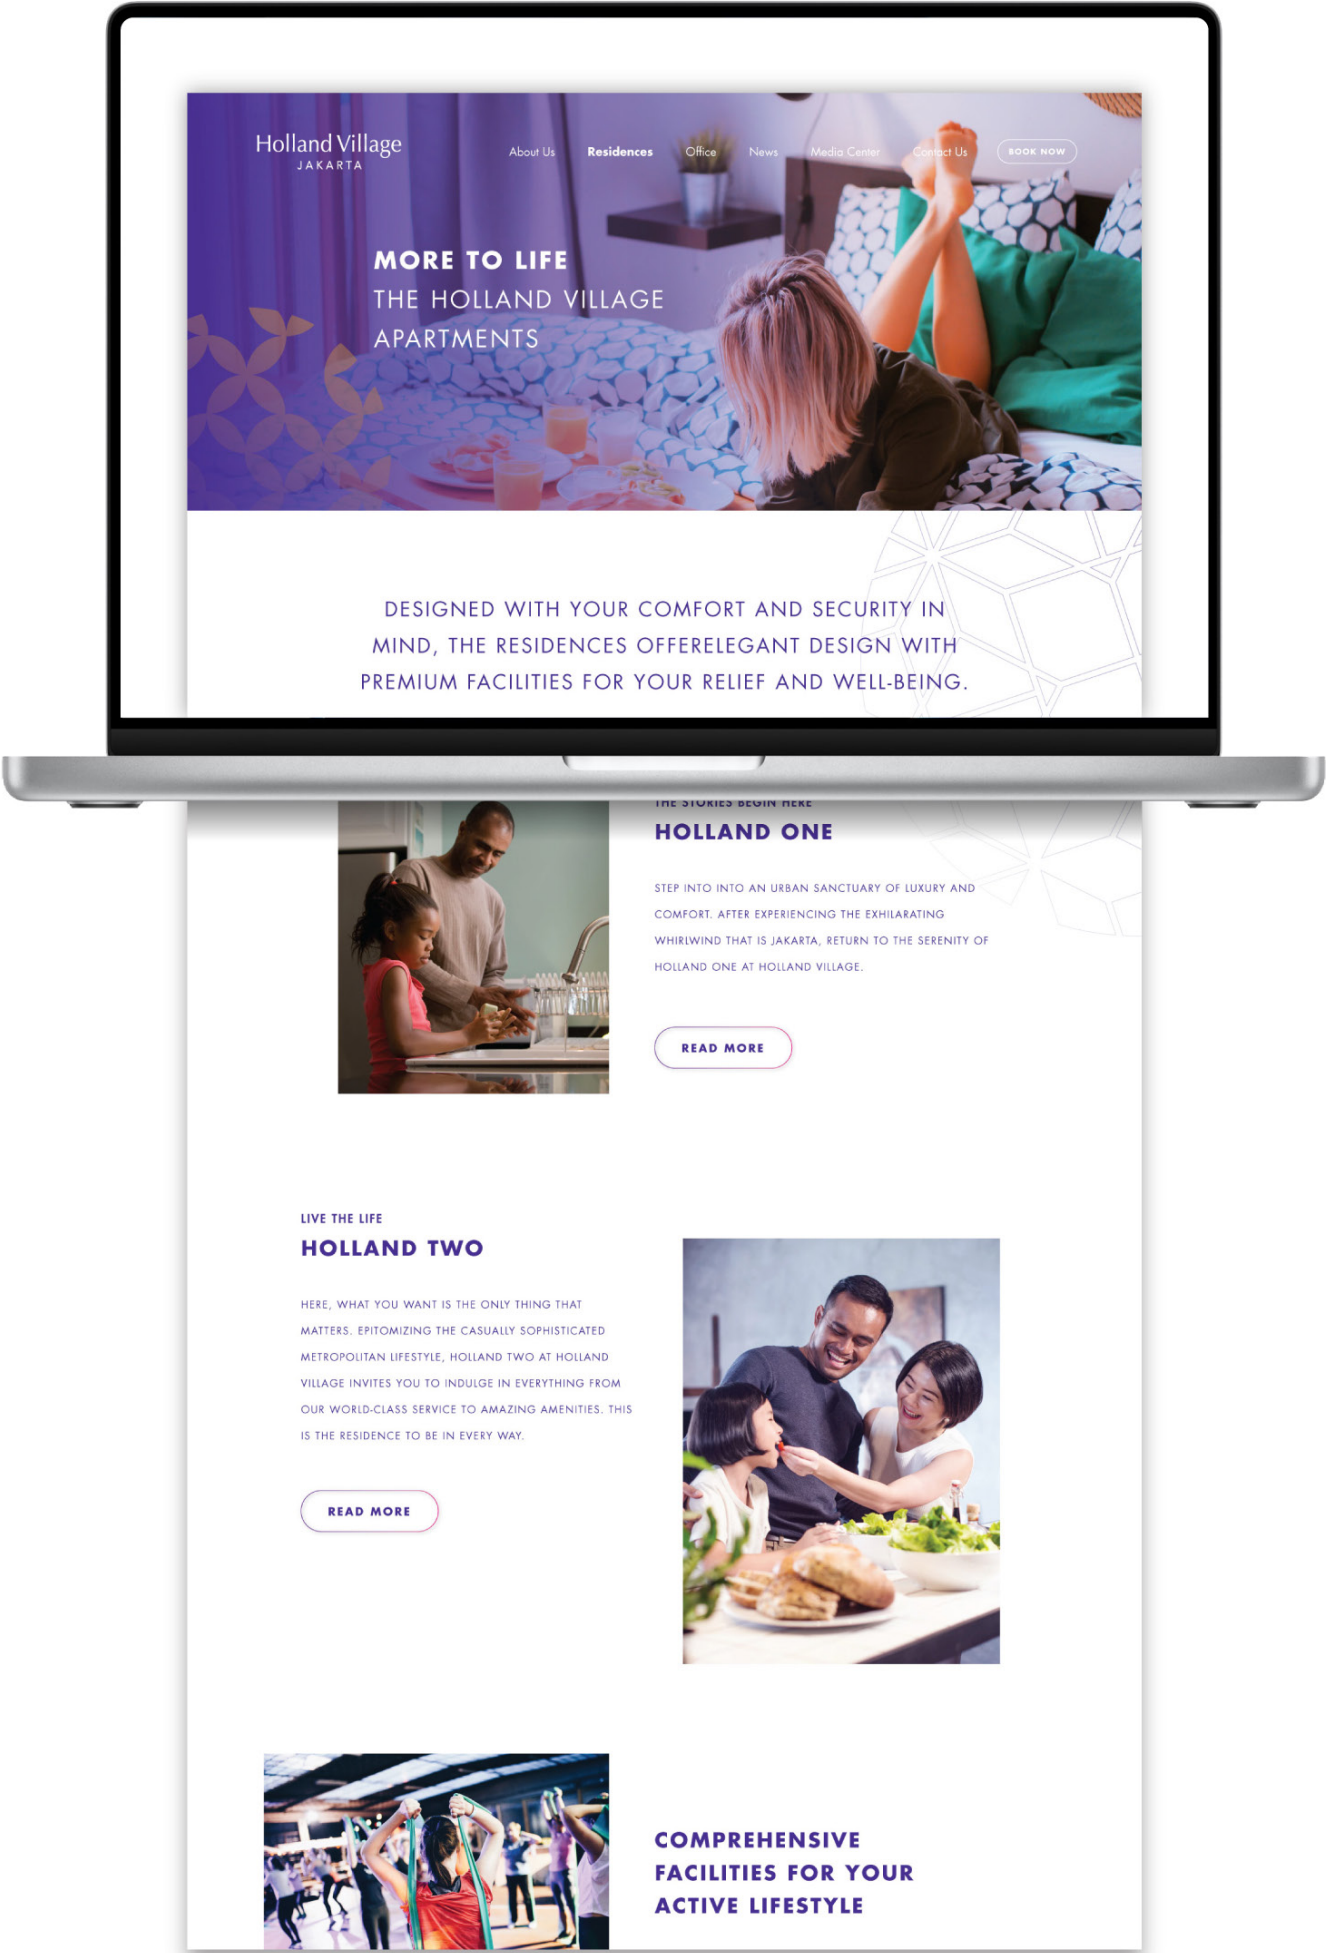 Holland Village
JAKARTA
About Us Residences Office News Media Center Contact Us BOOK NOW
MORE TO LIFE
THE HOLLAND VILLAGE
APARTMENTS
DESIGNED WITH YOUR COMFORT AND SECURITY IN
MIND, THE RESIDENCES OFFERELEGANT DESIGN WITH
PREMIUM FACILITIES FOR YOUR RELIEF AND WELL-BEING.
THE STORIES BEGIN HERE
HOLLAND ONE
STEP INTO INTO AN URBAN SANCTUARY OF LUXURY AND
COMFORT. AFTER EXPERIENCING THE EXHILARATING
WHIRLWIND THAT IS JAKARTA, RETURN TO THE SERENITY OF
HOLLAND ONE AT HOLLAND VILLAGE.
READ MORE
LIVE THE LIFE
HOLLAND TWO
HERE, WHAT YOU WANT IS THE ONLY THING THAT
MATTERS. EPITOMIZING THE CASUALLY SOPHISTICATED
METROPOLITAN LIFESTYLE, HOLLAND TWO AT HOLLAND
VILLAGE INVITES YOU TO INDULGE IN EVERYTHING FROM
OUR WORLD-CLASS SERVICE TO AMAZING AMENITIES. THIS
IS THE RESIDENCE TO BE IN EVERY WAY.
READ MORE
COMPREHENSIVE
FACILITIES FOR YOUR
ACTIVE LIFESTYLE